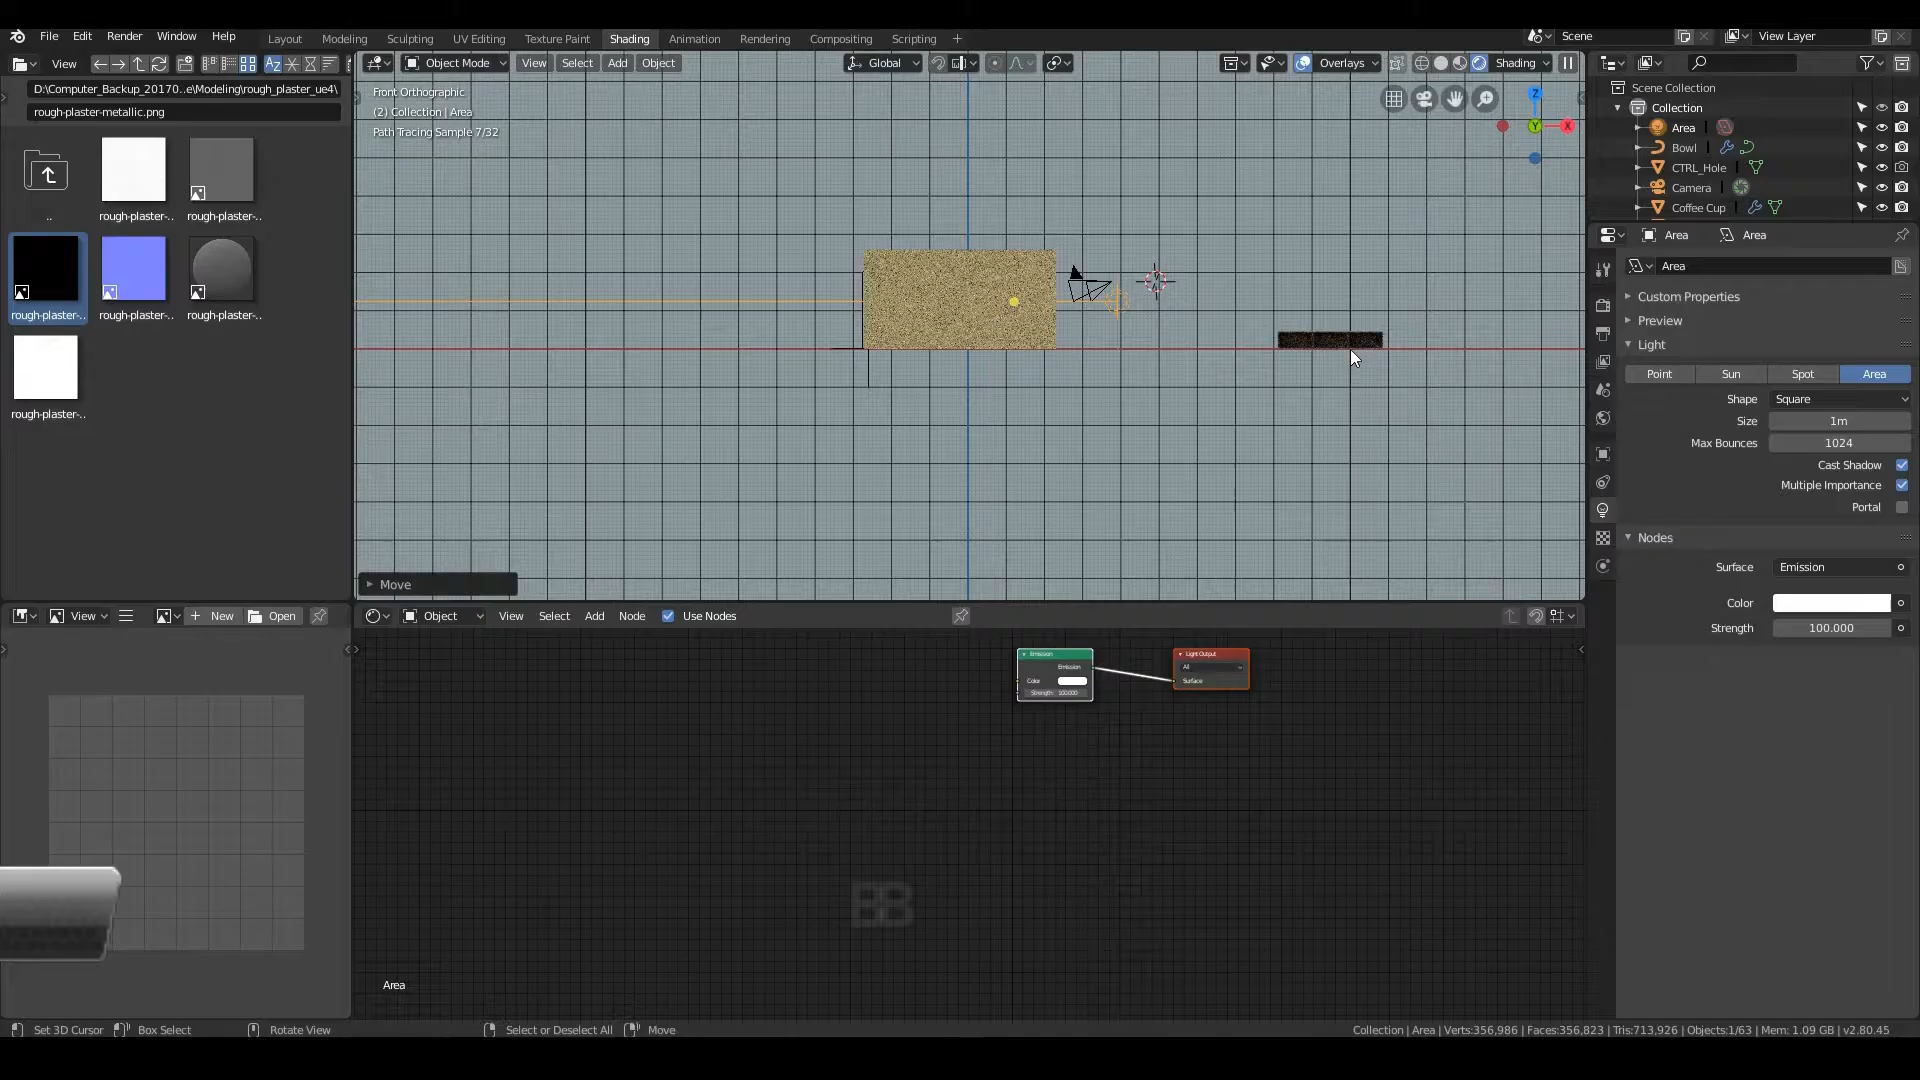 File Edit Render Window Help
Layout Modeling Sculpting UV Editing Texture Paint Shading Animation Rendering Compositing Scripting +
Scene
View Layer
View
D:\Computer_Backup_20170..e\Modeling\rough_plaster_ue4\
rough-plaster-metallic.png
..
rough-plaster-..
rough-plaster-..
rough-plaster-..
rough-plaster-..
rough-plaster-..
rough-plaster-..
Object Mode View Select Add Object
Global
Overlays
Shading
Front Orthographic
(2) Collection | Area
Path Tracing Sample 7/32
Z
Y
X
Move
Scene Collection
Collection
Area
Bowl
CTRL_Hole
Camera
Coffee Cup
Area Area
Area
Custom Properties
Preview
Light
Point Sun Spot Area
Shape Square
Size 1m
Max Bounces 1024
Cast Shadow
Multiple Importance
Portal
Nodes
Surface Emission
Color
Strength 100.000
View New Open
Object View Select Add Node Use Nodes
Emission
Emission
Color
Strength: 100.000
Light Output
All
Surface
BB
Area
Set 3D Cursor Box Select Rotate View Select or Deselect All Move
Collection | Area | Verts:356,986 | Faces:356,823 | Tris:713,926 | Objects:1/63 | Mem: 1.09 GB | v2.80.45